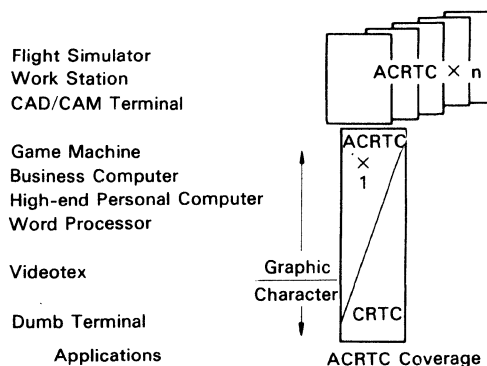 Flight Simulator
Work Station
CAD/CAM Terminal
ACRTC × n
Game Machine
Business Computer
High-end Personal Computer
Word Processor
Videotex
Dumb Terminal
Applications
ACRTC
×
1
Graphic
Character
CRTC
ACRTC Coverage